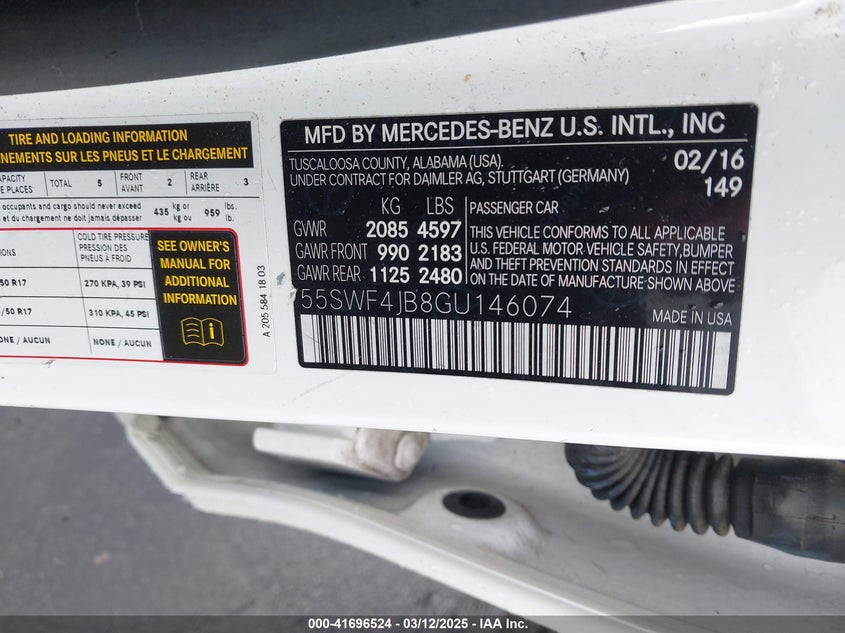 TIRE AND LOADING INFORMATION
SUR LES PNEUS ET LE CHARGEMENT
TOTAL 5 FRONT AVANT 2 REAR ARRIÈRE 3
occupants and cargo should never exceed 435 kg or 959 lbs.
et du chargement ne doit jamais dépasser kg ou lb.
COLD TIRE PRESSURE
PRESSION DES
PNEUS À FROID
50 R17 270 KPA, 39 PSI
/50 R17 310 KPA, 45 PSI
/ AUCUN NONE / AUCUN
SEE OWNER'S
MANUAL FOR
ADDITIONAL
INFORMATION
A 205 584 18 03
MFD BY MERCEDES-BENZ U.S. INTL., INC
TUSCALOOSA COUNTY, ALABAMA (USA).
UNDER CONTRACT FOR DAIMLER AG, STUTTGART (GERMANY)
02/16
149
KG LBS
GVWR 2085 4597
GAWR FRONT 990 2183
GAWR REAR 1125 2480
PASSENGER CAR
THIS VEHICLE CONFORMS TO ALL APPLICABLE
U.S. FEDERAL MOTOR VEHICLE SAFETY,BUMPER
AND THEFT PREVENTION STANDARDS IN EFFECT
ON THE DATE OF MANUFACTURE SHOWN ABOVE
55SWF4JB8GU146074
MADE IN USA
000-41696524 - 03/12/2025 - IAA Inc.